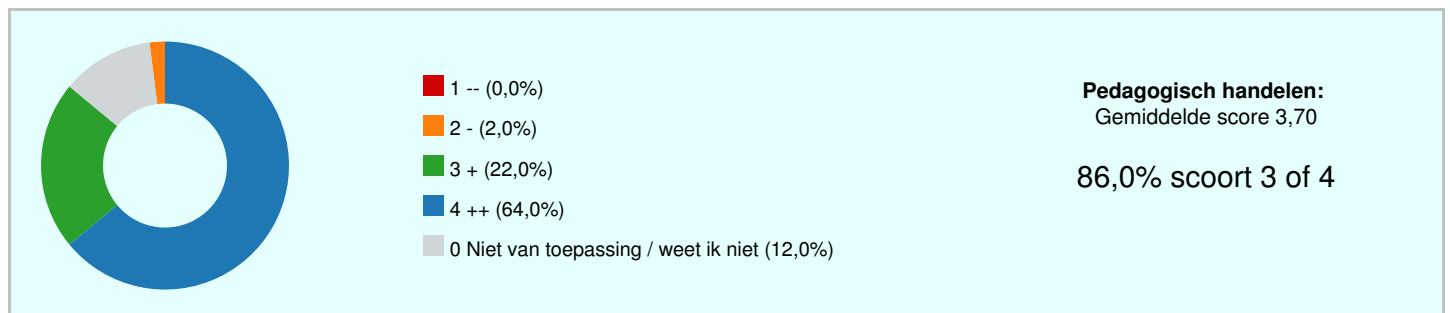 1 -- (0,0%)
2 - (2,0%)
3 + (22,0%)
4 ++ (64,0%)
0 Niet van toepassing / weet ik niet (12,0%)
Pedagogisch handelen:
Gemiddelde score 3,70
86,0% scoort 3 of 4